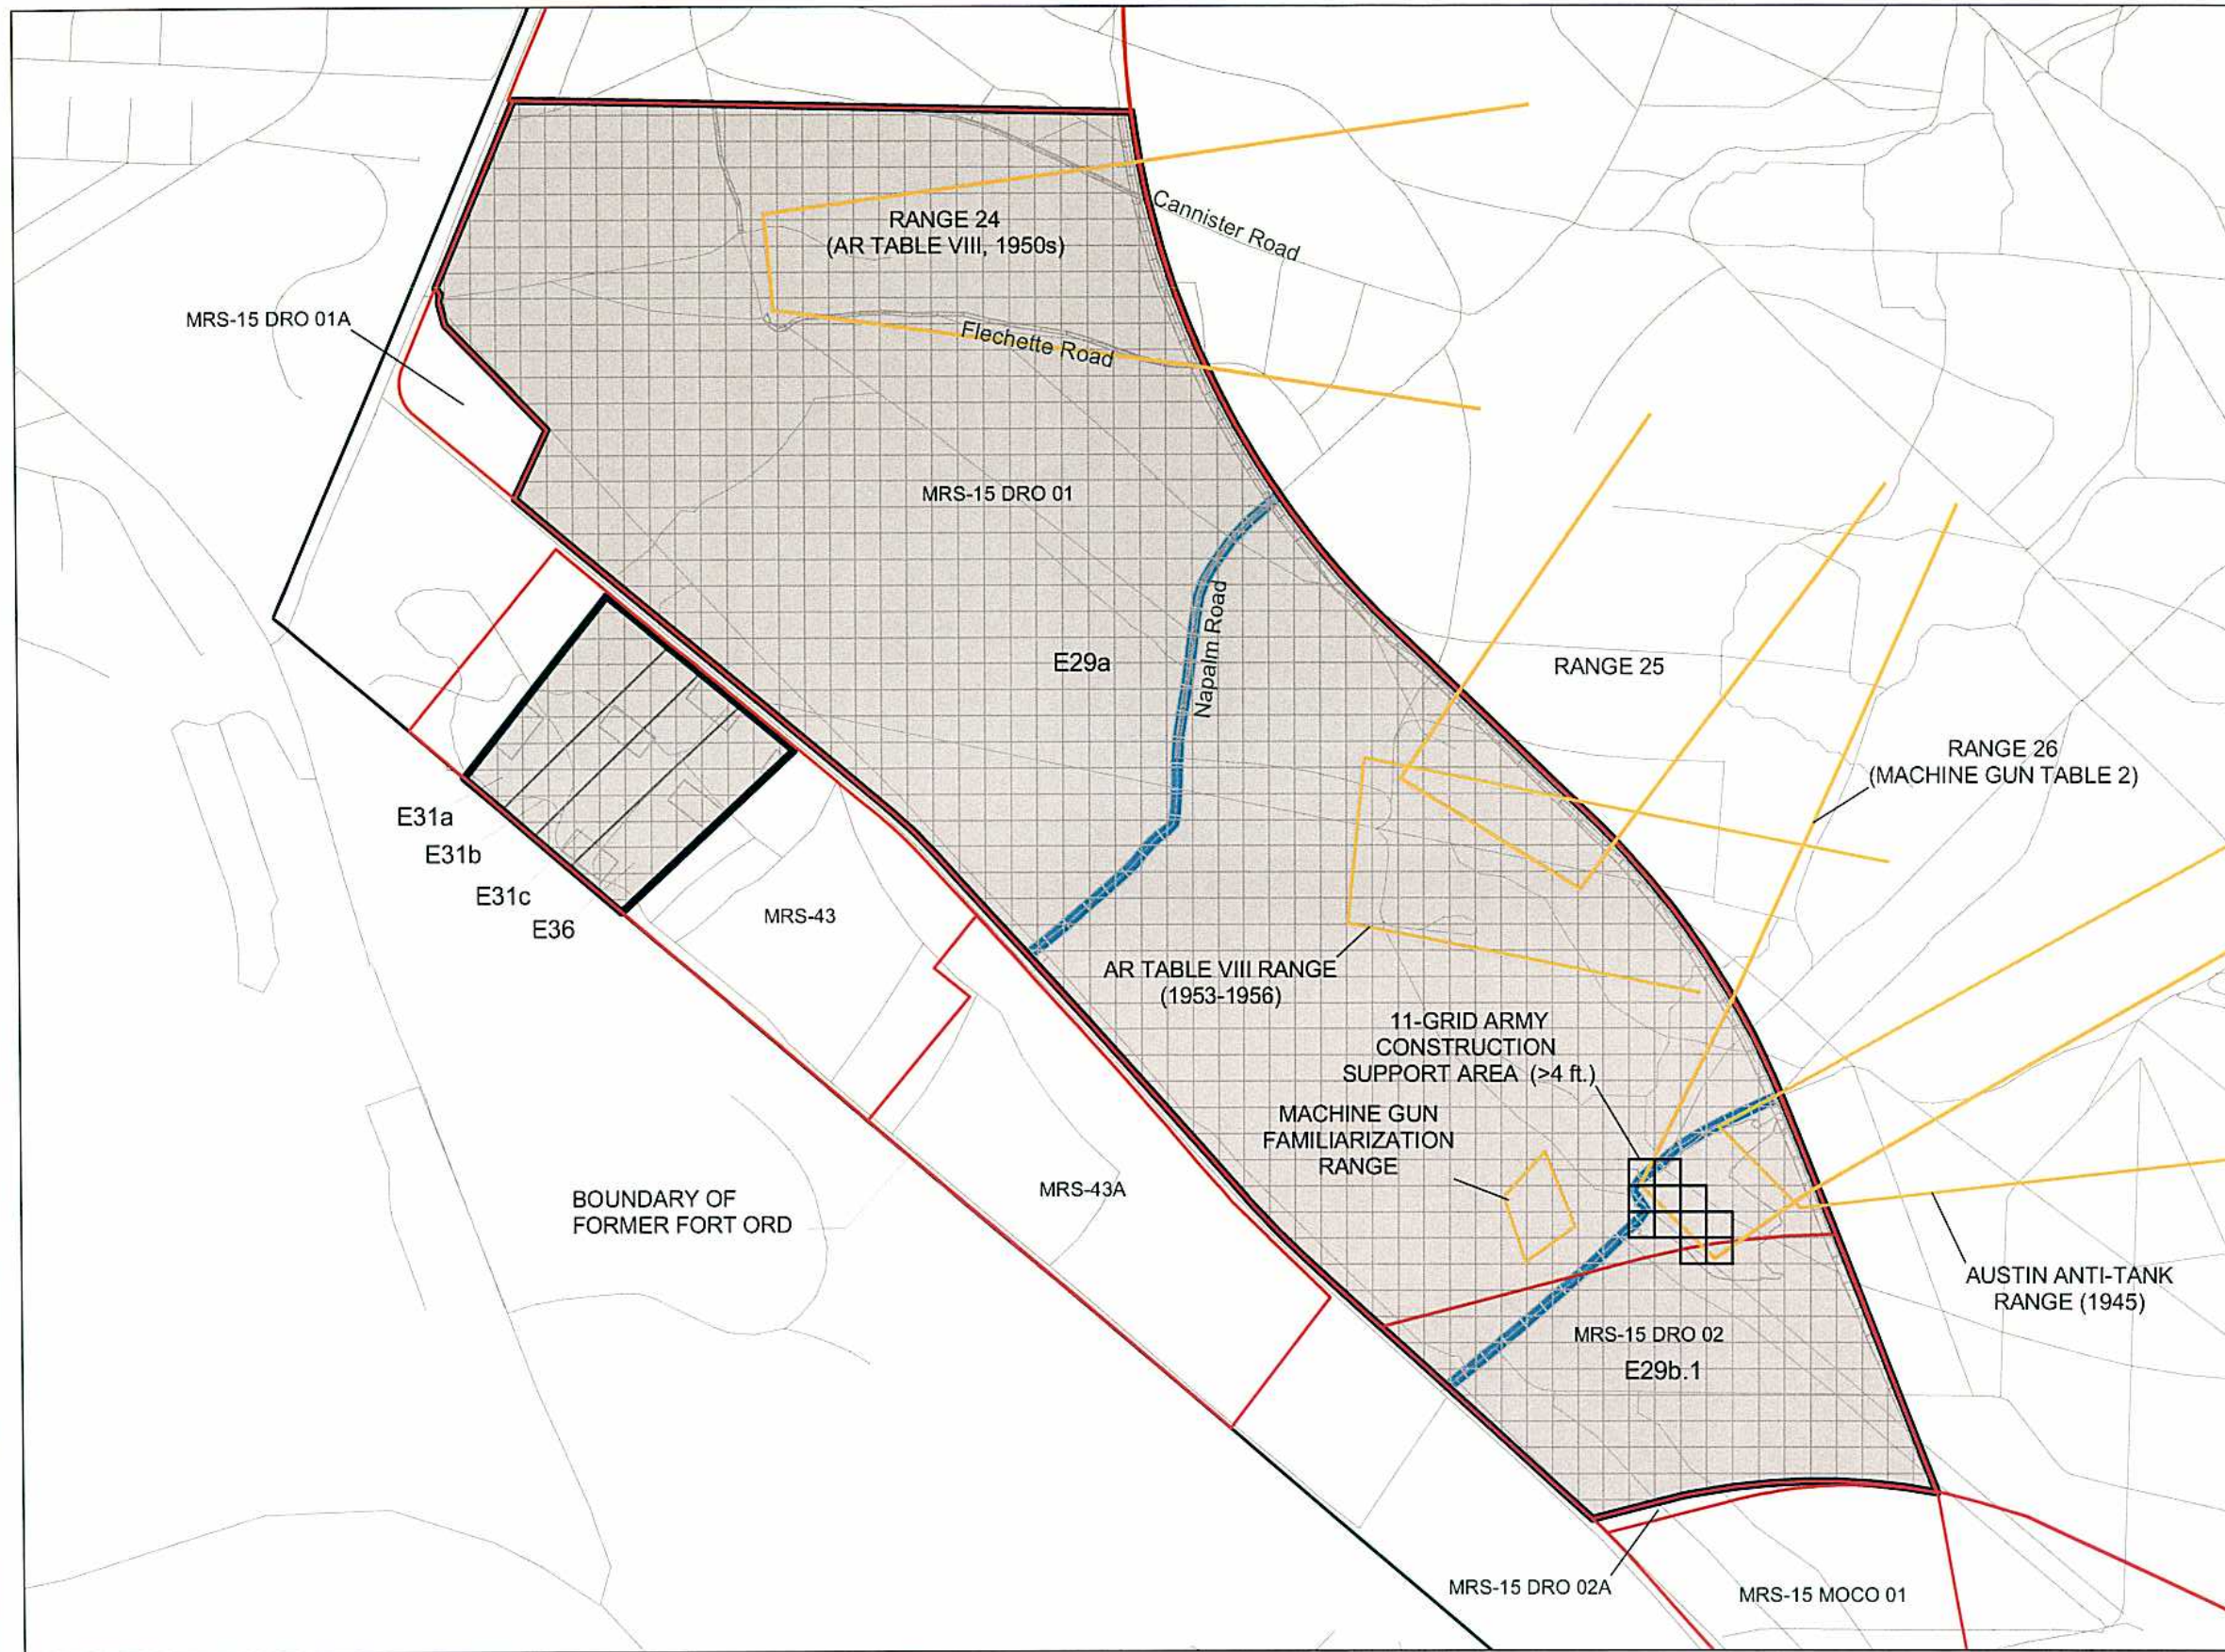 RANGE 24
(AR TABLE VIII, 1950s)
Cannister Road
MRS-15 DRO 01A
Flechette Road
MRS-15 DRO 01
Napalm Road
E29a
RANGE 25
RANGE 26
(MACHINE GUN TABLE 2)
E31a
E31b
E31c
E36
MRS-43
AR TABLE VIII RANGE
(1953-1956)
11-GRID ARMY
CONSTRUCTION
SUPPORT AREA (>4 ft.)
MACHINE GUN
FAMILIARIZATION
RANGE
BOUNDARY OF
FORMER FORT ORD
MRS-43A
AUSTIN ANTI-TANK
RANGE (1945)
MRS-15 DRO 02
E29b.1
MRS-15 DRO 02A
MRS-15 MOCO 01